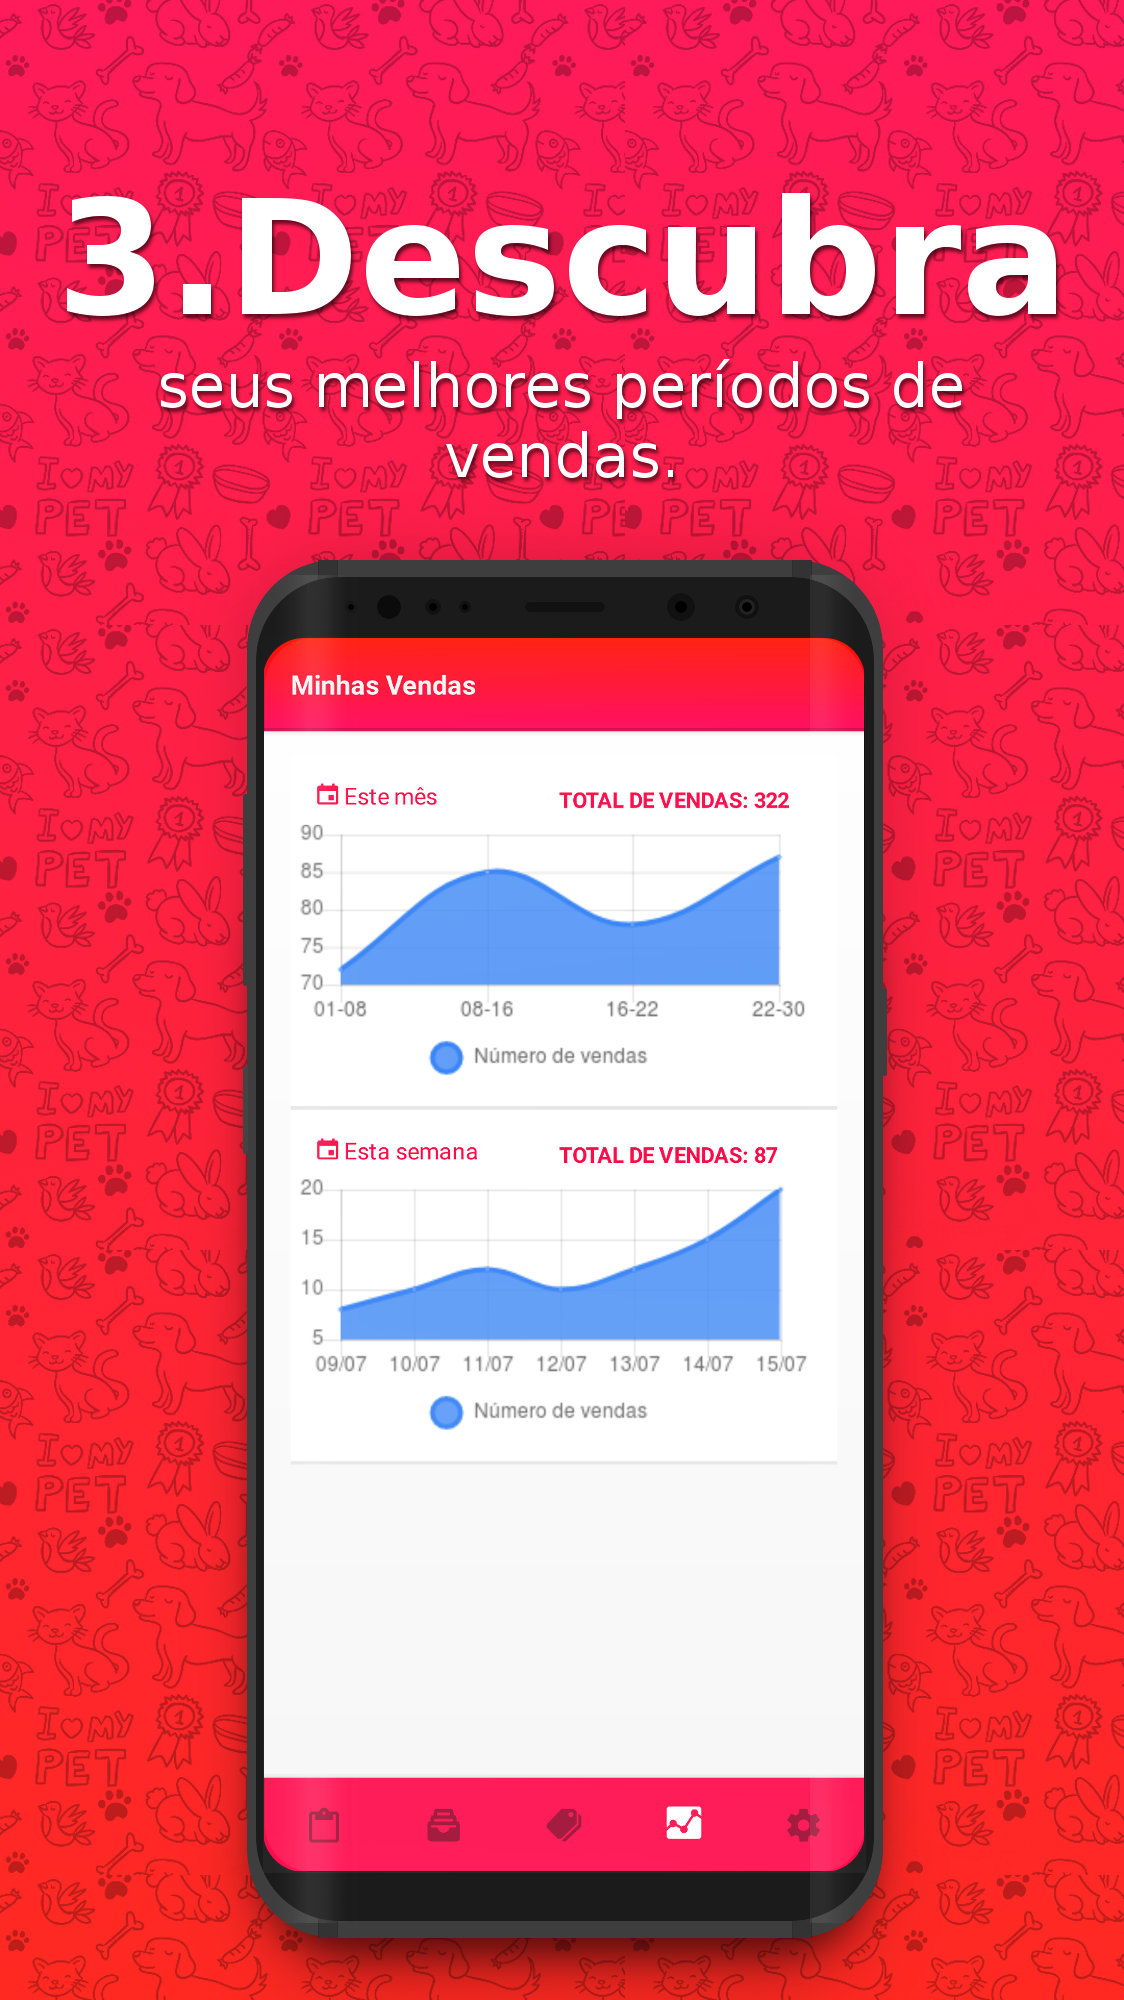 3.Descubra
seus melhores períodos de
vendas.
Minhas Vendas
Este mês
TOTAL DE VENDAS: 322
90
85
80
75
70
01-08 08-16 16-22 22-30
Número de vendas
Esta semana
TOTAL DE VENDAS: 87
20
15
10
5
09/07 10/07 11/07 12/07 13/07 14/07 15/07
Número de vendas
I MY
PET
1